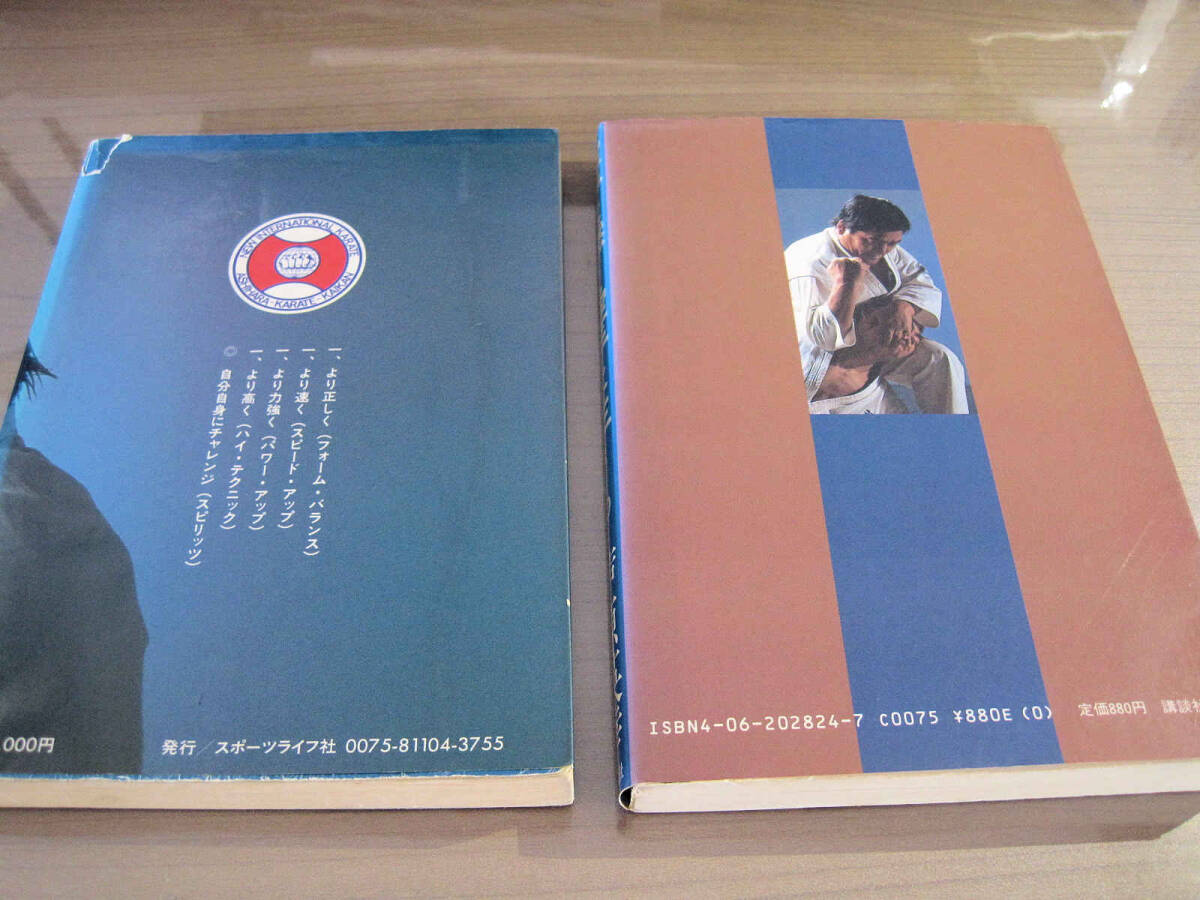 NEW INTERNATIONAL KARATE
ASHIHARA-KARATE-KAIKAN
一、より正しく(フォーム・バランス)
一、より速く(スピード・アップ)
一、より力強く(パワー・アップ)
一、より高く(ハイ・テクニック)
◎ 自分自身にチャレンジ(スピリッツ)
000円
発行/スポーツライフ社 0075-81104-3755
ISBN4-06-202824-7 C0075 ¥880E (0)
定価880円 講談社